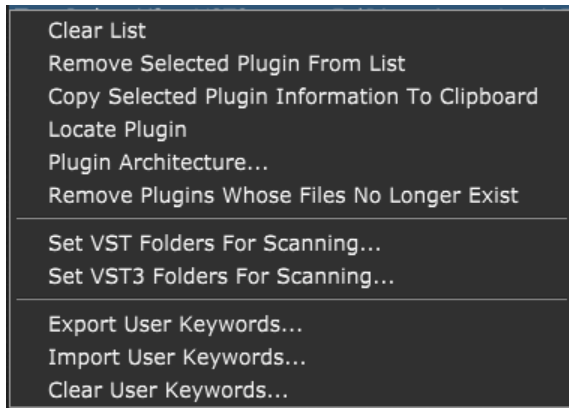 Clear List
Remove Selected Plugin From List
Copy Selected Plugin Information To Clipboard
Locate Plugin
Plugin Architecture...
Remove Plugins Whose Files No Longer Exist
Set VST Folders For Scanning...
Set VST3 Folders For Scanning...
Export User Keywords...
Import User Keywords...
Clear User Keywords...